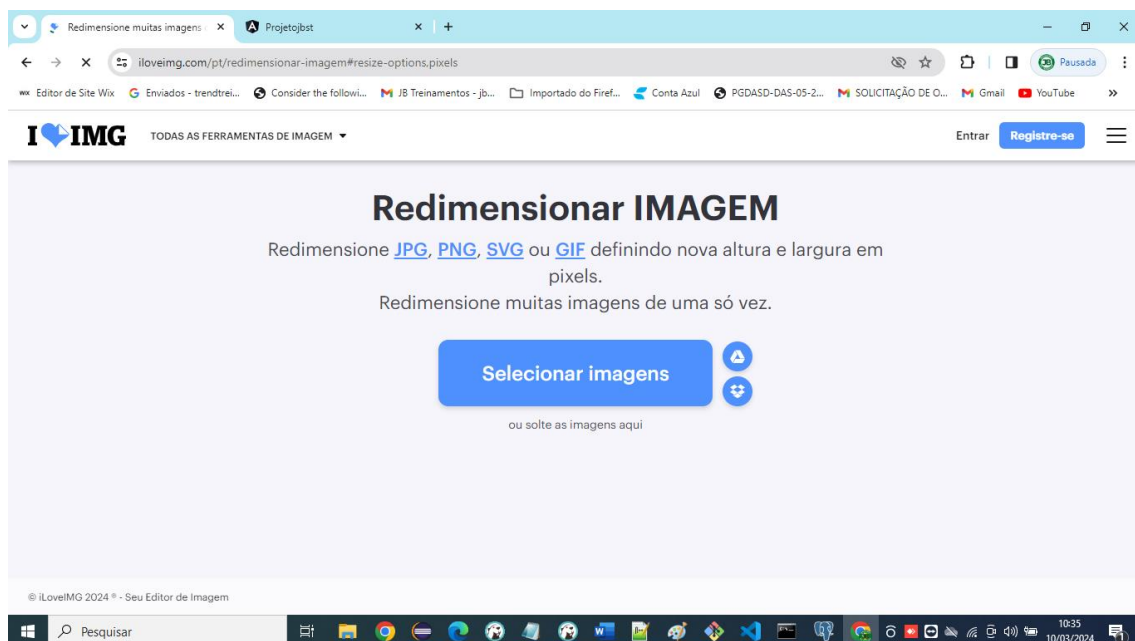 Redimensione muitas imagens
Projetojbst
iloveimg.com/pt/redimensionar-imagem#resize-options,pixels
Pausada
Editor de Site Wix
Enviados - trendtrei...
Consider the followi...
JB Treinamentos - jb...
Importado do Firef...
Conta Azul
PGDASD-DAS-05-2...
SOLICITAÇÃO DE O...
Gmail
YouTube
I IMG
TODAS AS FERRAMENTAS DE IMAGEM
Entrar
Registre-se
Redimensionar IMAGEM
Redimensione JPG, PNG, SVG ou GIF definindo nova altura e largura em
pixels.
Redimensione muitas imagens de uma só vez.
Selecionar imagens
ou solte as imagens aqui
© iLoveIMG 2024 ® - Seu Editor de Imagem
Pesquisar
10:35
10/03/2024